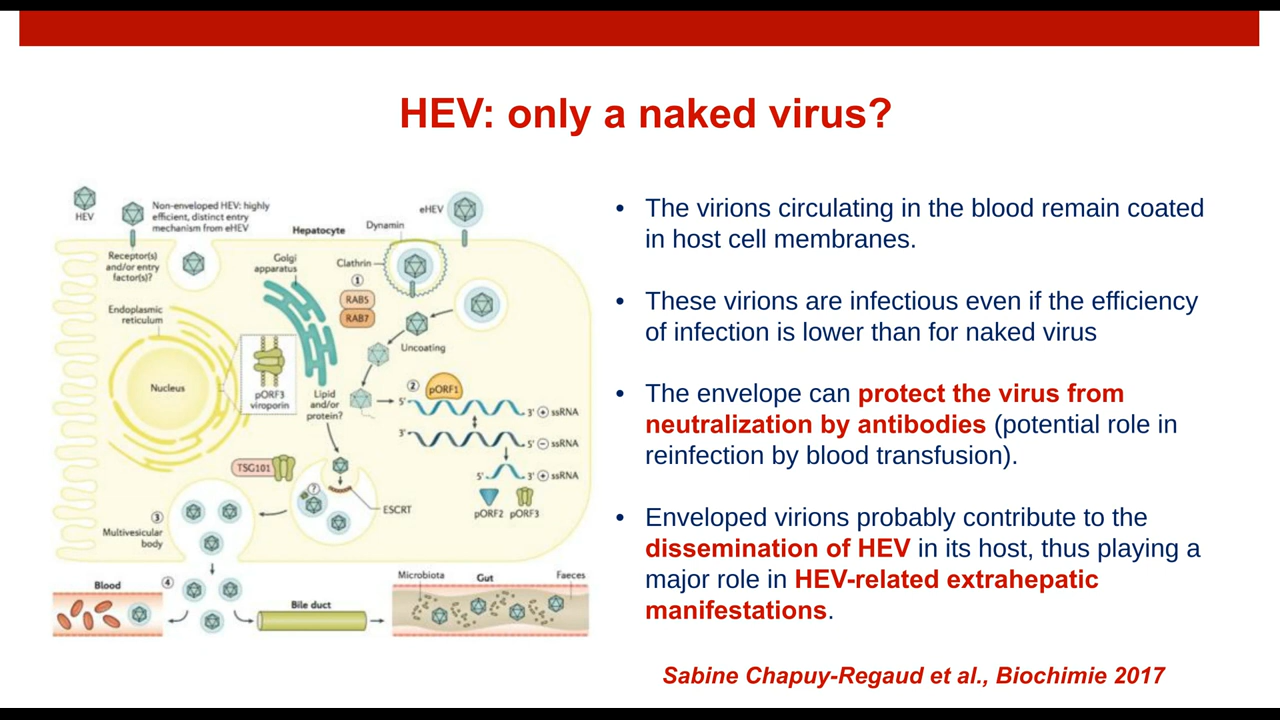 HEV: only a naked virus?
HEV
Non-enveloped HEV: highly
efficient, distinct entry
mechanism from eHEV
eHEV
Hepatocyte
Dynamin
Receptor(s)
and/or entry
factor(s)?
Golgi
apparatus
Clathrin
1
RAB5
RAB7
Endoplasmic
reticulum
Uncoating
Nucleus
pORF3
viroporin
Lipid
and/or
protein?
2
pORF1
5'
3' + ssRNA
3'
5' − ssRNA
5'
3' + ssRNA
pORF2 pORF3
TSG101
?
ESCRT
3
Multivesicular
body
4
Blood
Bile duct
Microbiota
Gut
Faeces
• The virions circulating in the blood remain coated
in host cell membranes.
• These virions are infectious even if the efficiency
of infection is lower than for naked virus
• The envelope can protect the virus from
neutralization by antibodies (potential role in
reinfection by blood transfusion).
• Enveloped virions probably contribute to the
dissemination of HEV in its host, thus playing a
major role in HEV-related extrahepatic
manifestations.
Sabine Chapuy-Regaud et al., Biochimie 2017